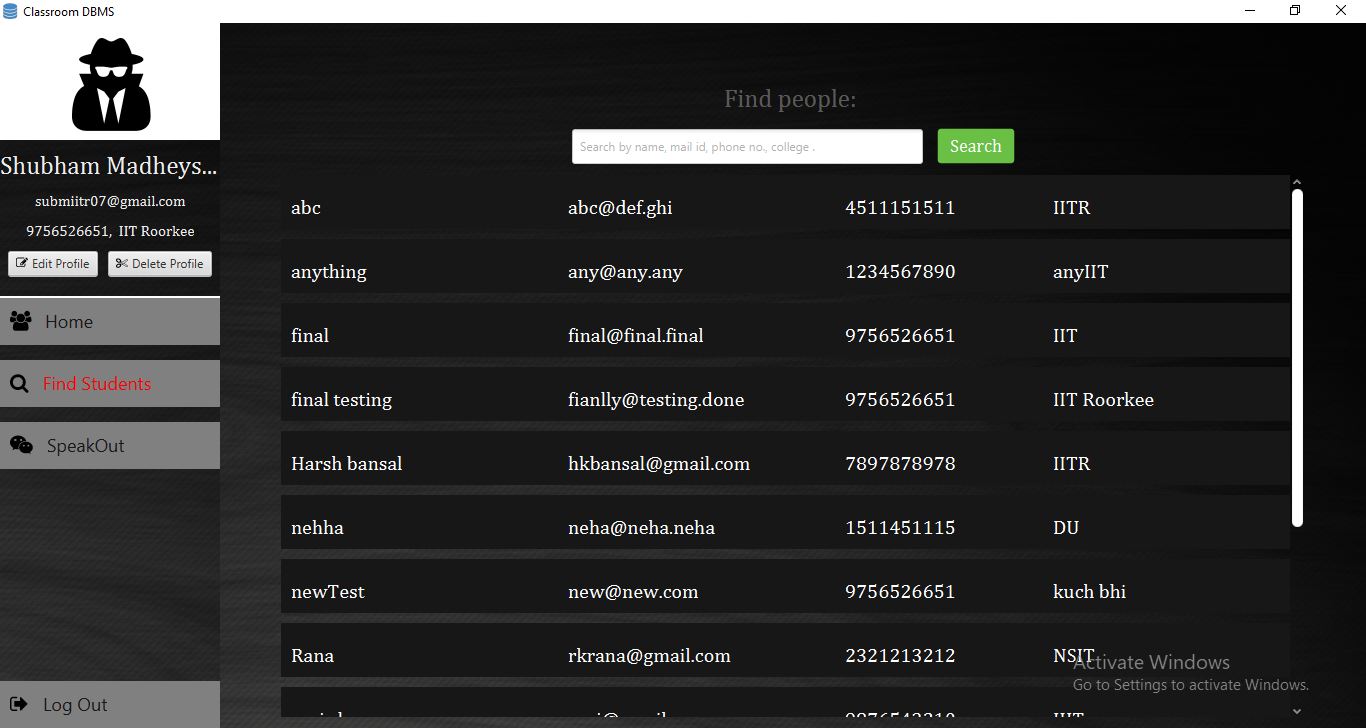 Classroom DBMS
Shubham Madheys...
submiitr07@gmail.com
9756526651, IIT Roorkee
Edit Profile Delete Profile
Home
Find Students
SpeakOut
Log Out
Find people:
Search by name, mail id, phone no., college .
Search
abc abc@def.ghi 4511151511 IITR
anything any@any.any 1234567890 anyIIT
final final@final.final 9756526651 IIT
final testing fianlly@testing.done 9756526651 IIT Roorkee
Harsh bansal hkbansal@gmail.com 7897878978 IITR
nehha neha@neha.neha 1511451115 DU
newTest new@new.com 9756526651 kuch bhi
Rana rkrana@gmail.com 2321213212 NSIT
Activate Windows
Go to Settings to activate Windows.